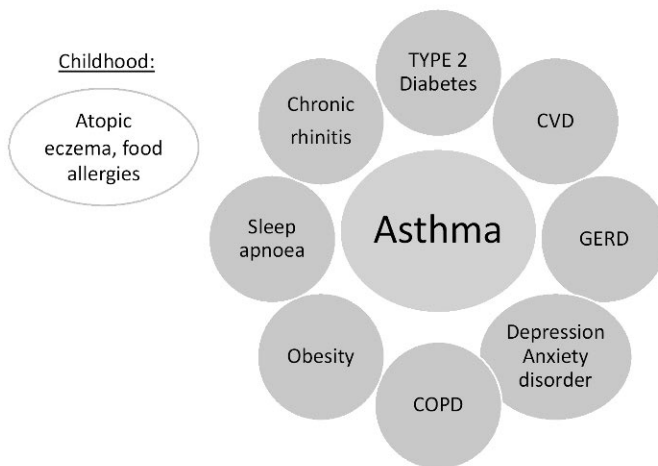 Childhood:
Atopic
eczema, food
allergies
TYPE 2
Diabetes
Chronic
rhinitis
CVD
Sleep
apnoea
Asthma
GERD
Obesity
Depression
Anxiety
disorder
COPD